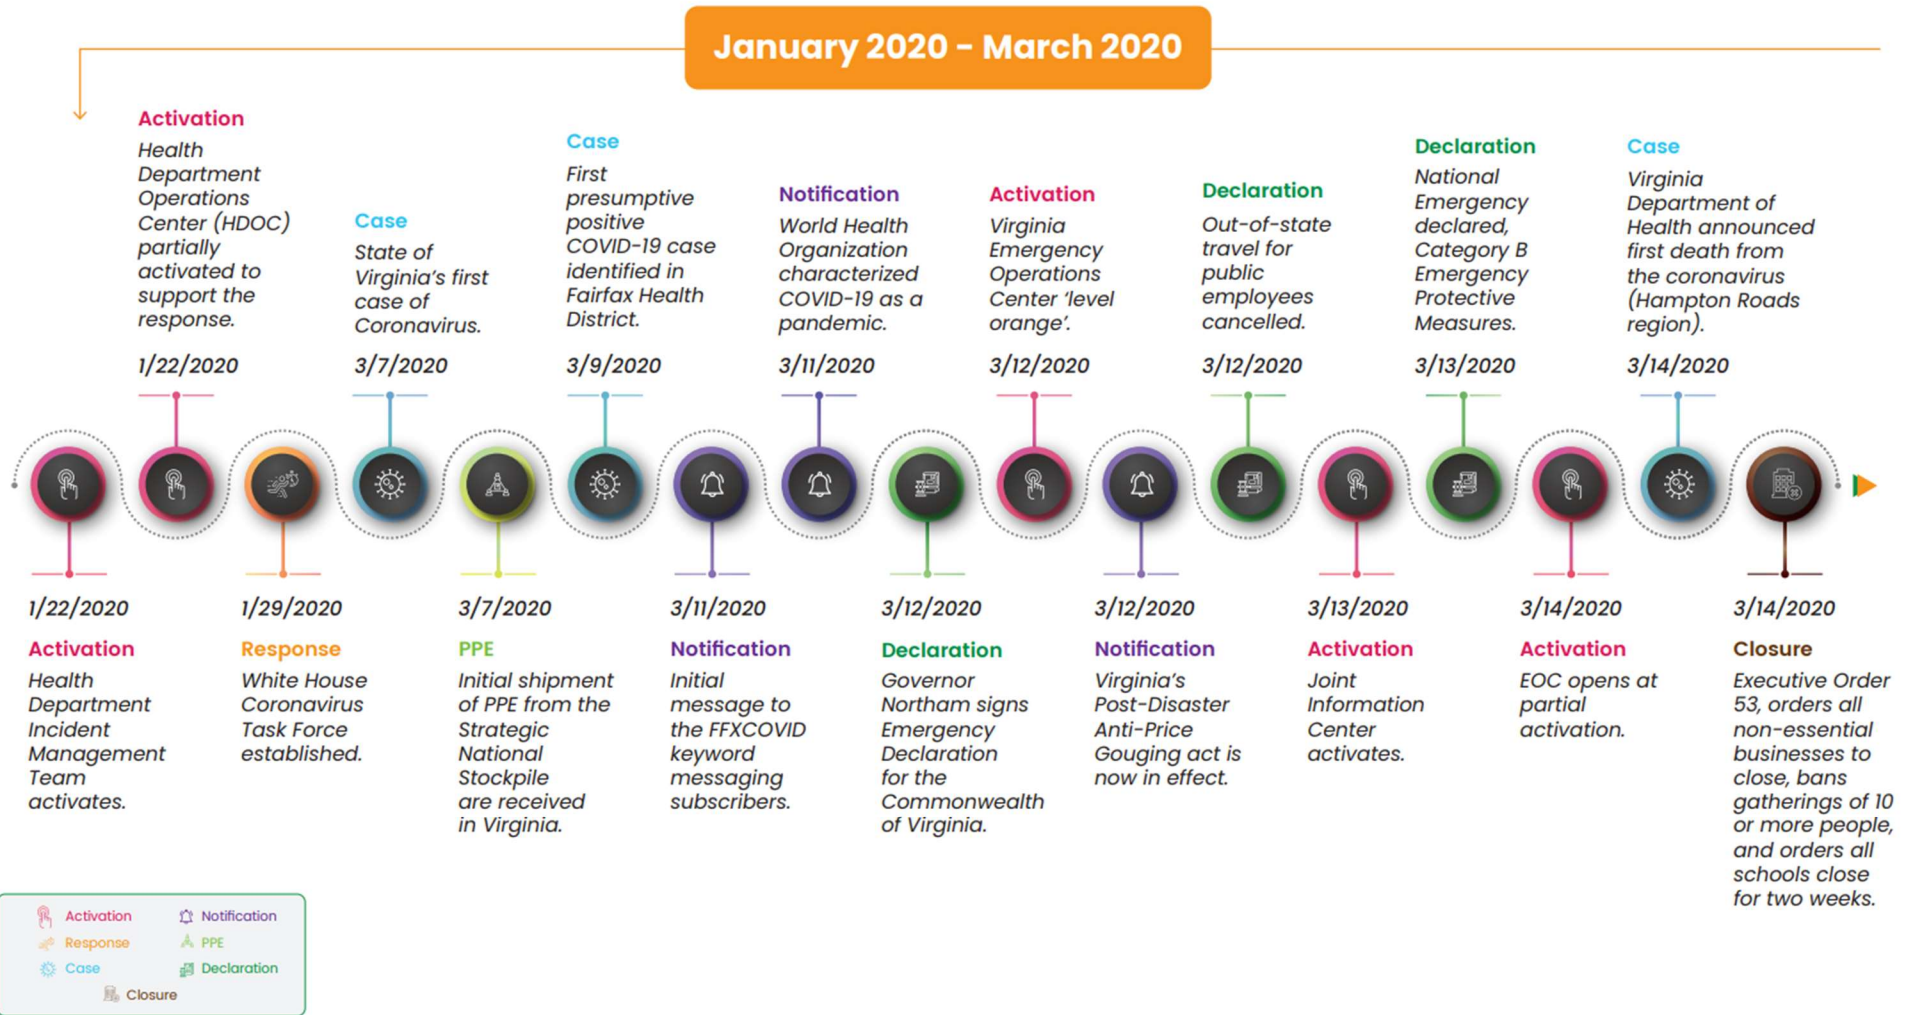 January 2020 - March 2020
Activation
Health
Department
Operations
Center (HDOC)
partially
activated to
support the
response.
1/22/2020
Case
State of
Virginia's first
case of
Coronavirus.
3/7/2020
Case
First
presumptive
positive
COVID-19 case
identified in
Fairfax Health
District.
3/9/2020
Notification
World Health
Organization
characterized
COVID-19 as a
pandemic.
3/11/2020
Activation
Virginia
Emergency
Operations
Center ‘level
orange’.
3/12/2020
Declaration
Out-of-state
travel for
public
employees
cancelled.
3/12/2020
Declaration
National
Emergency
declared,
Category B
Emergency
Protective
Measures.
3/13/2020
Case
Virginia
Department of
Health announced
first death from
the coronavirus
(Hampton Roads
region).
3/14/2020
1/22/2020
Activation
Health
Department
Incident
Management
Team
activates.
1/29/2020
Response
White House
Coronavirus
Task Force
established.
3/7/2020
PPE
Initial shipment
of PPE from the
Strategic
National
Stockpile
are received
in Virginia.
3/11/2020
Notification
Initial
message to
the FFXCOVID
keyword
messaging
subscribers.
3/12/2020
Declaration
Governor
Northam signs
Emergency
Declaration
for the
Commonwealth
of Virginia.
3/12/2020
Notification
Virginia's
Post-Disaster
Anti-Price
Gouging act is
now in effect.
3/13/2020
Activation
Joint
Information
Center
activates.
3/14/2020
Activation
EOC opens at
partial
activation.
3/14/2020
Closure
Executive Order
53, orders all
non-essential
businesses to
close, bans
gatherings of 10
or more people,
and orders all
schools close
for two weeks.
Activation
Notification
Response
PPE
Case
Declaration
Closure